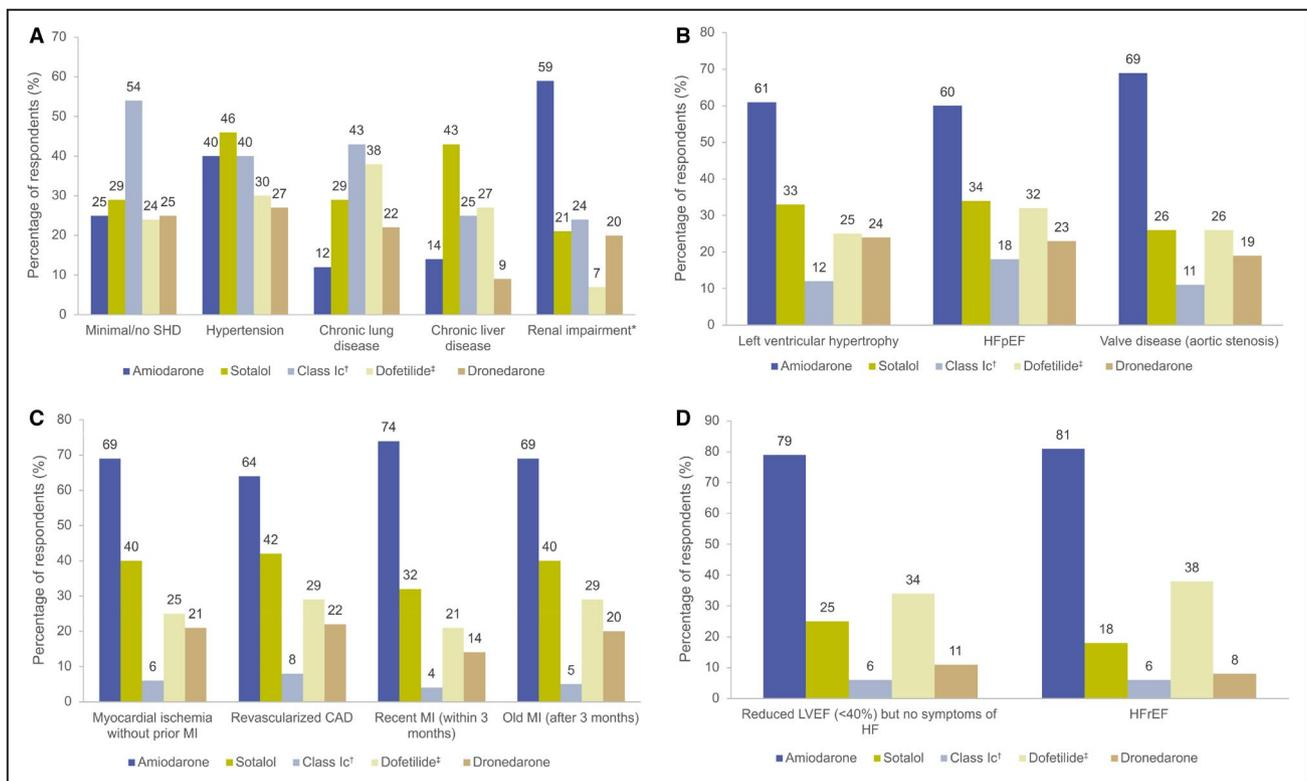 A
Percentage of respondents (%)
70
60
50
40
30
20
10
0
25 29 54 24 25
40 46 40 30 27
12 29 43 38 22
14 43 25 27 9
59 21 24 7 20
Minimal/no SHD Hypertension Chronic lung disease Chronic liver disease Renal impairment*
Amiodarone Sotalol Class Ic† Dofetilide‡ Dronedarone
B
Percentage of respondents (%)
80
70
60
50
40
30
20
10
0
61 33 12 25 24
60 34 18 32 23
69 26 11 26 19
Left ventricular hypertrophy HFpEF Valve disease (aortic stenosis)
Amiodarone Sotalol Class Ic† Dofetilide‡ Dronedarone
C
Percentage of respondents (%)
80
70
60
50
40
30
20
10
0
69 40 6 25 21
64 42 8 29 22
74 32 4 21 14
69 40 5 29 20
Myocardial ischemia without prior MI Revascularized CAD Recent MI (within 3 months) Old MI (after 3 months)
Amiodarone Sotalol Class Ic† Dofetilide‡ Dronedarone
D
Percentage of respondents (%)
90
80
70
60
50
40
30
20
10
0
79 25 6 34 11
81 18 6 38 8
Reduced LVEF (<40%) but no symptoms of HF HFrEF
Amiodarone Sotalol Class Ic† Dofetilide‡ Dronedarone